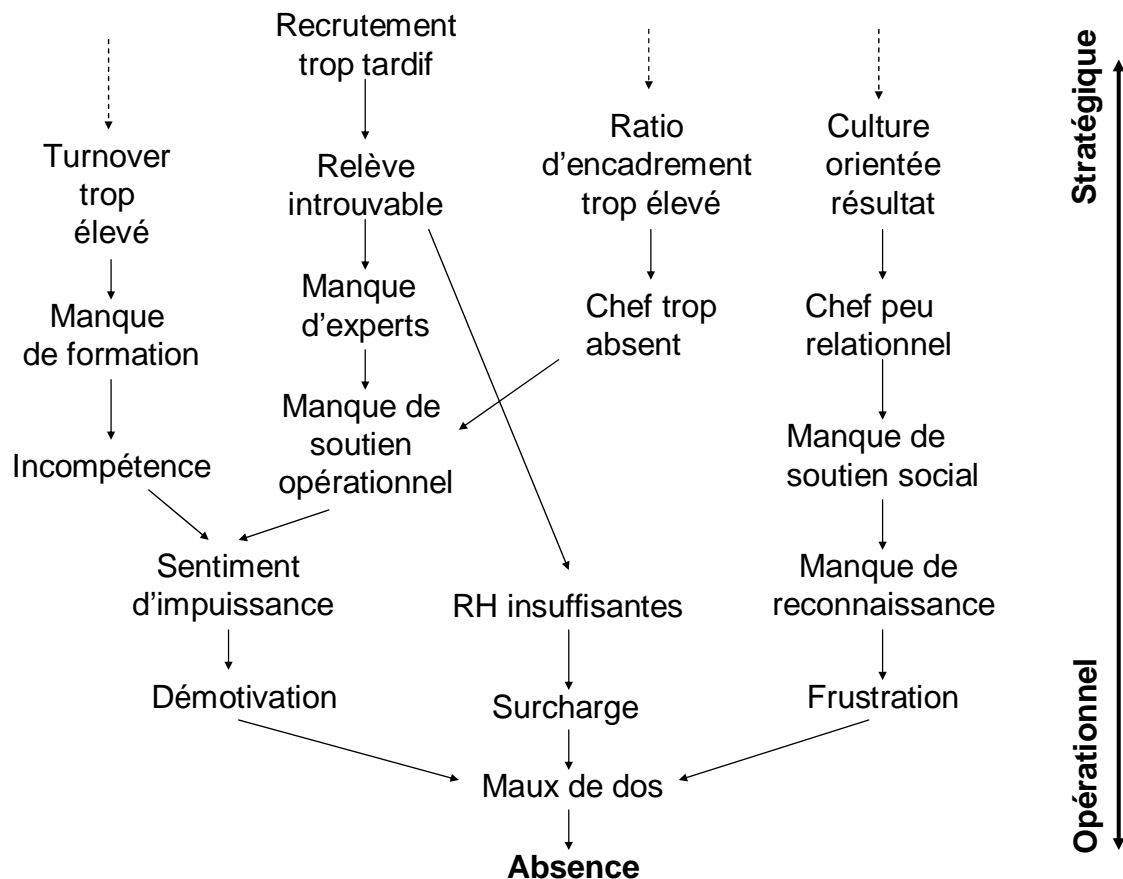 Recrutement
trop tardif
Stratégique
Ratio
d'encadrement
trop élevé
Culture
orientée
résultat
Turnover
trop
élevé
Relève
introuvable
Manque
d'experts
Chef trop
absent
Chef peu
relationnel
Manque
de formation
Manque de
soutien
opérationnel
Manque de
soutien social
Incompétence
Sentiment
d'impuissance
RH insuffisantes
Manque de
reconnaissance
Démotivation
Surcharge
Frustration
Opérationnel
Maux de dos
Absence